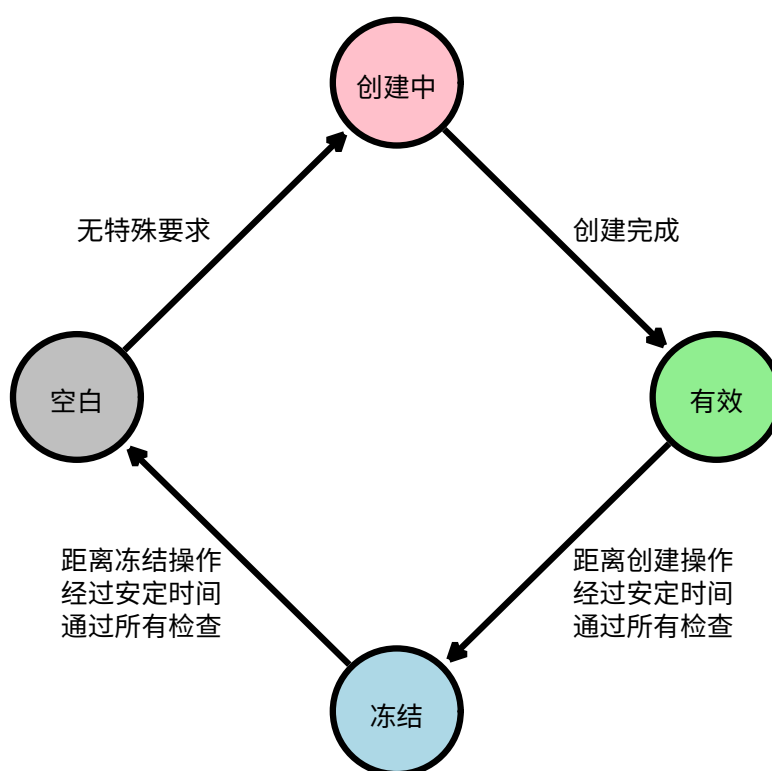 创建中
无特殊要求
创建完成
空白
有效
距离冻结操作
经过安定时间
通过所有检查
距离创建操作
经过安定时间
通过所有检查
冻结